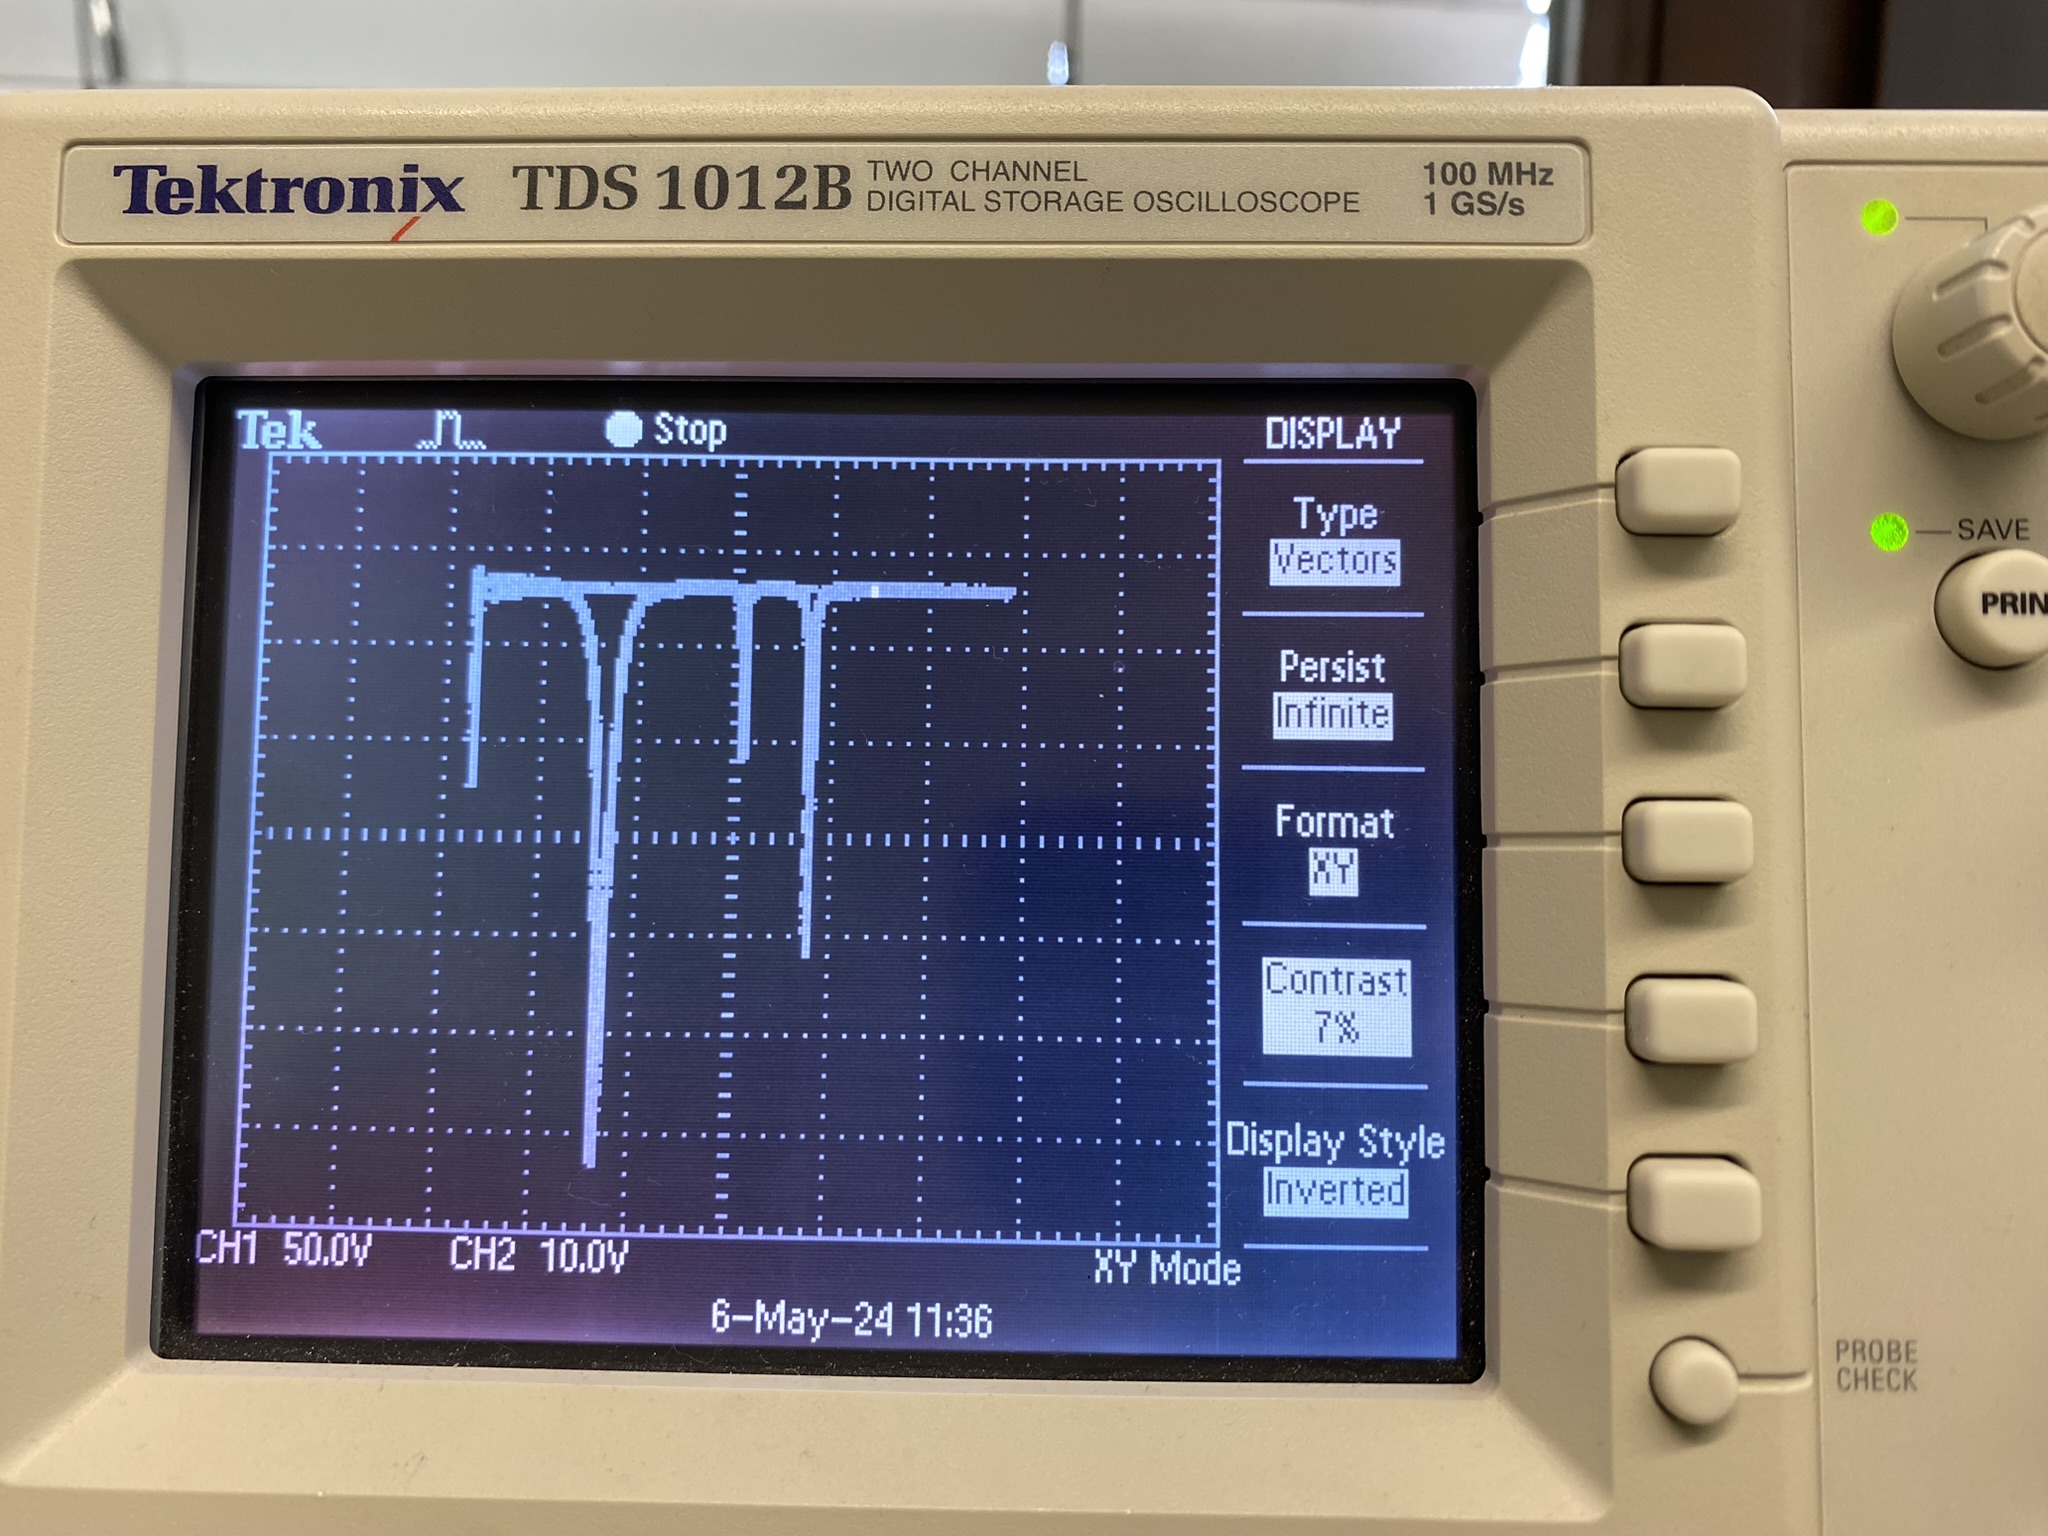 Tektronix TDS 1012B TWO CHANNEL DIGITAL STORAGE OSCILLOSCOPE
100 MHz
1 GS/s
Tek Stop
DISPLAY
Type
Vectors
Persist
Infinite
Format
XY
Contrast
7%
Display Style
Inverted
CH1 50.0V CH2 10.0V XY Mode
6-May-24 11:36
SAVE
PRIN
PROBE
CHECK